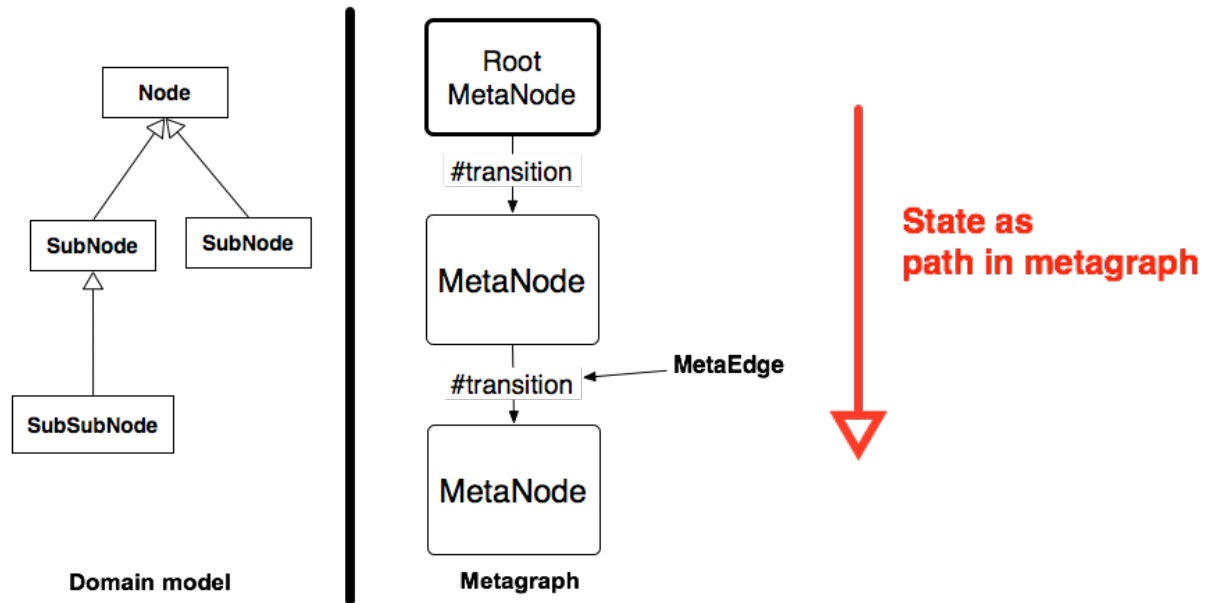 Node
SubNode
SubNode
SubSubNode
Domain model
Root
MetaNode
#transition
MetaNode
#transition
MetaEdge
MetaNode
Metagraph
State as
path in metagraph